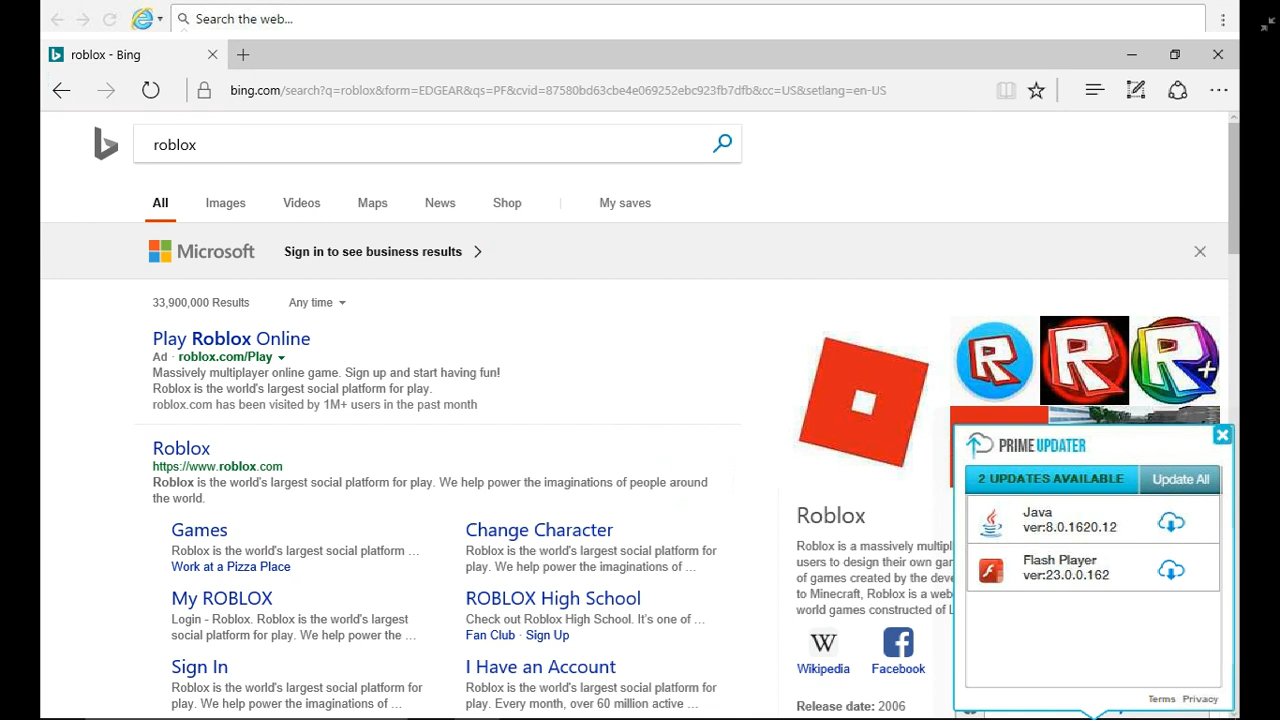 Search the web...
roblox - Bing
bing.com/search?q=roblox&form=EDGEAR&qs=PF&cvid=87580bd63cbe4e069252ebc923fb7dfb&cc=US&setlang=en-US
roblox
All Images Videos Maps News Shop | My saves
Microsoft Sign in to see business results
33,900,000 Results Any time
Play Roblox Online
Ad · roblox.com/Play
Massively multiplayer online game. Sign up and start having fun!
Roblox is the world's largest social platform for play.
roblox.com has been visited by 1M+ users in the past month
Roblox
https://www.roblox.com
Roblox is the world's largest social platform for play. We help power the imaginations of people around
the world.
Games
Roblox is the world's largest social platform ...
Work at a Pizza Place
Change Character
Roblox is the world's largest social platform for
play. We help power the imaginations of ...
My ROBLOX
Login - Roblox. Roblox is the world's largest
social platform for play. We help power the ...
ROBLOX High School
Check out Roblox High School. It's one of ...
Fan Club · Sign Up
Sign In
Roblox is the world's largest social platform for
play. We help power the imaginations of ...
I Have an Account
Roblox is the world's largest social platform for
play. Every month, over 60 million active ...
R R R+
Roblox
Roblox is a massively multipl
users to design their own gam
of games created by the deve
to Minecraft, Roblox is a web
world games constructed of L
W
Wikipedia Facebook
Release date: 2006
PRIME UPDATER
2 UPDATES AVAILABLE Update All
Java
ver:8.0.1620.12
Flash Player
ver:23.0.0.162
Terms Privacy